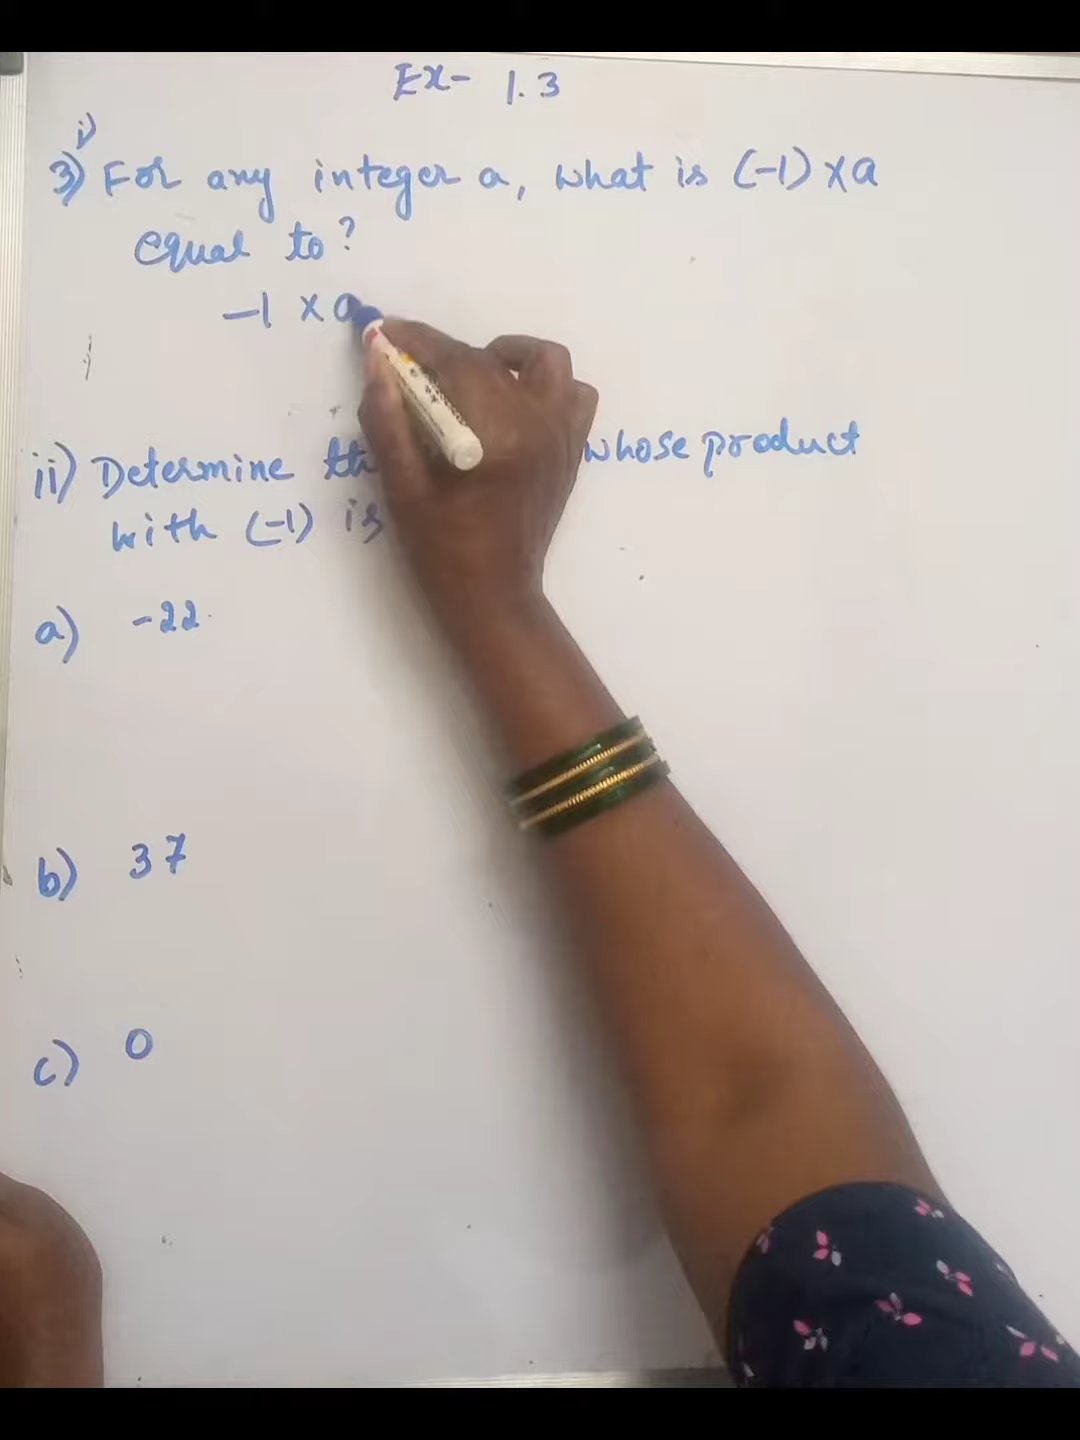 Ex- 1.3
i)
3) For any integer a, what is (-1) x a
equal to?
-1 x a
ii) Determine whose product
with (-1) is
a) -22.
b) 37
c) 0